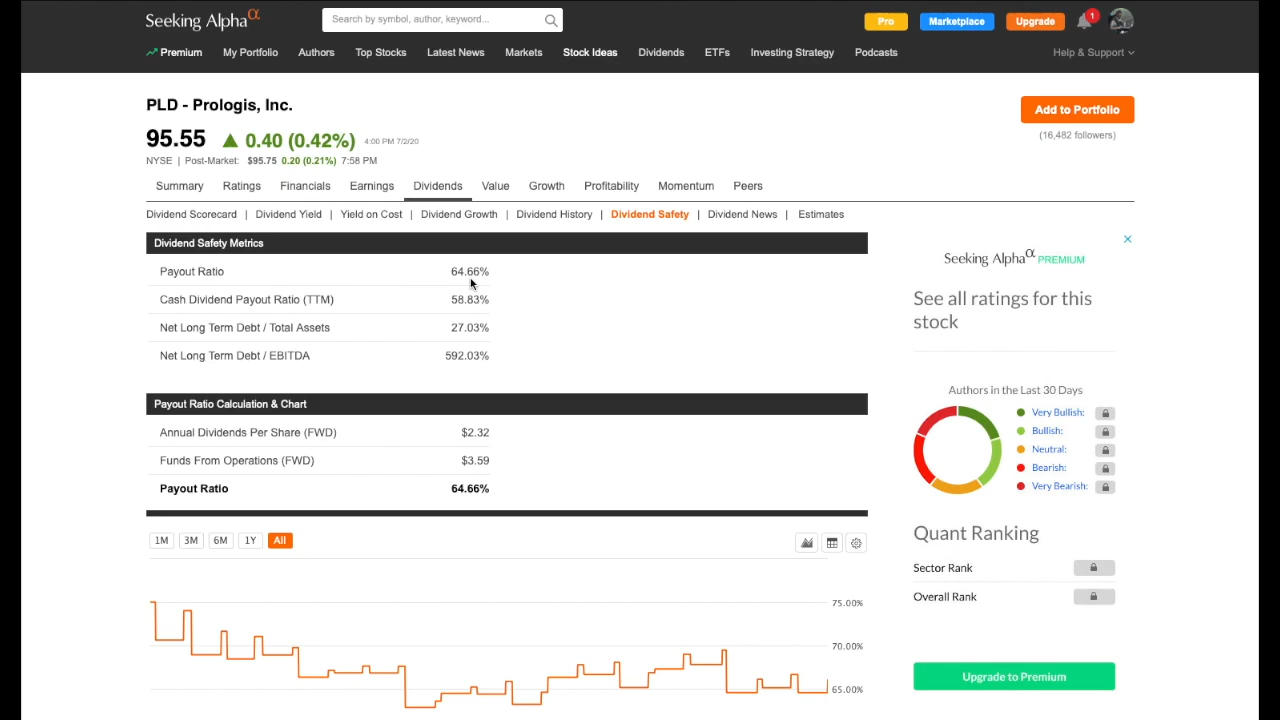 Seeking Alpha α
Search by symbol, author, keyword...
Pro
Marketplace
Upgrade
1
Premium
My Portfolio
Authors
Top Stocks
Latest News
Markets
Stock Ideas
Dividends
ETFs
Investing Strategy
Podcasts
Help & Support
PLD - Prologis, Inc.
Add to Portfolio
95.55 0.40 (0.42%) 4:00 PM 7/2/20
(16,482 followers)
NYSE | Post-Market: $95.75 0.20 (0.21%) 7:58 PM
Summary Ratings Financials Earnings Dividends Value Growth Profitability Momentum Peers
Dividend Scorecard | Dividend Yield | Yield on Cost | Dividend Growth | Dividend History | Dividend Safety | Dividend News | Estimates
Dividend Safety Metrics
Payout Ratio 64.66%
Cash Dividend Payout Ratio (TTM) 58.83%
Net Long Term Debt / Total Assets 27.03%
Net Long Term Debt / EBITDA 592.03%
Payout Ratio Calculation & Chart
Annual Dividends Per Share (FWD) $2.32
Funds From Operations (FWD) $3.59
Payout Ratio 64.66%
1M 3M 6M 1Y All
75.00%
70.00%
65.00%
Seeking Alpha α PREMIUM
See all ratings for this
stock
Authors in the Last 30 Days
Very Bullish:
Bullish:
Neutral:
Bearish:
Very Bearish:
Quant Ranking
Sector Rank
Overall Rank
Upgrade to Premium